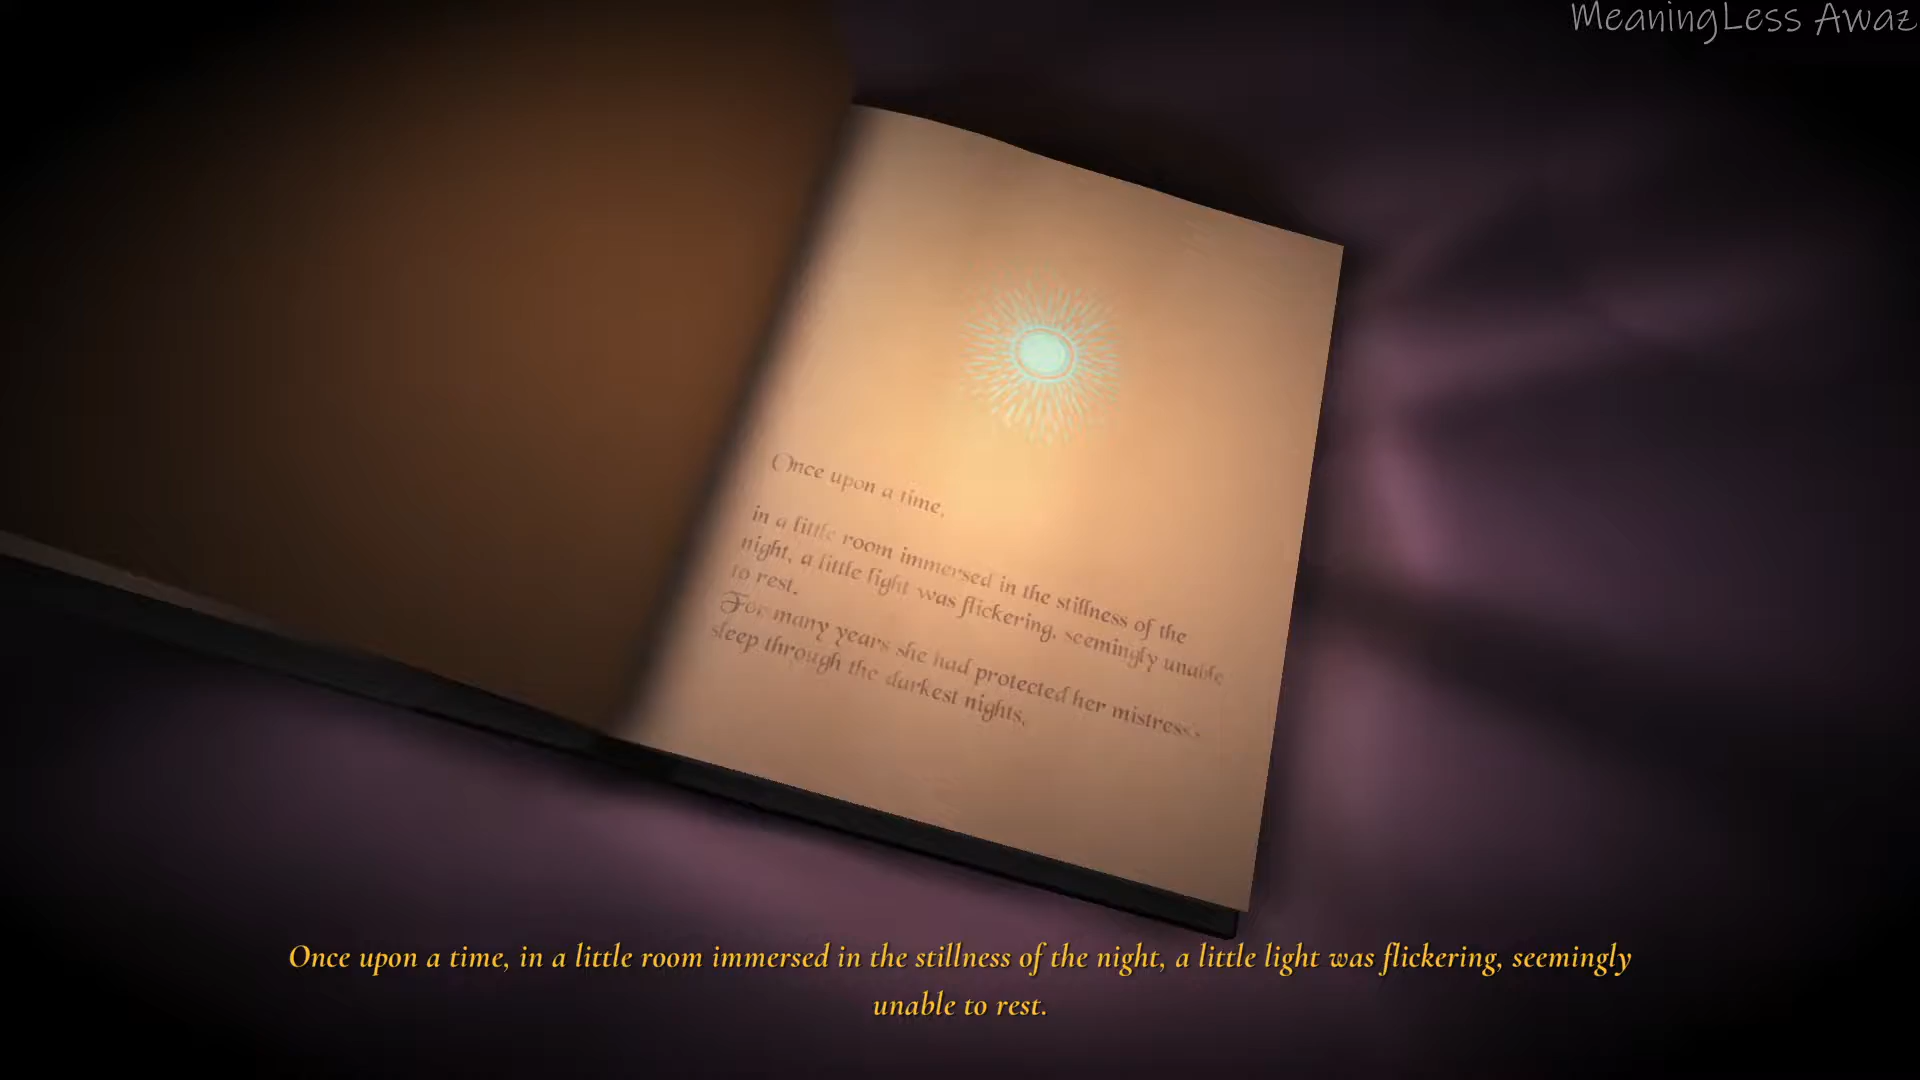 MeaningLess Awaz
Once upon a time,
in a little room immersed in the stillness of the
night, a little light was flickering, seemingly unable
to rest.
For many years she had protected her mistress's
sleep through the darkest nights,
Once upon a time, in a little room immersed in the stillness of the night, a little light was flickering, seemingly
unable to rest.